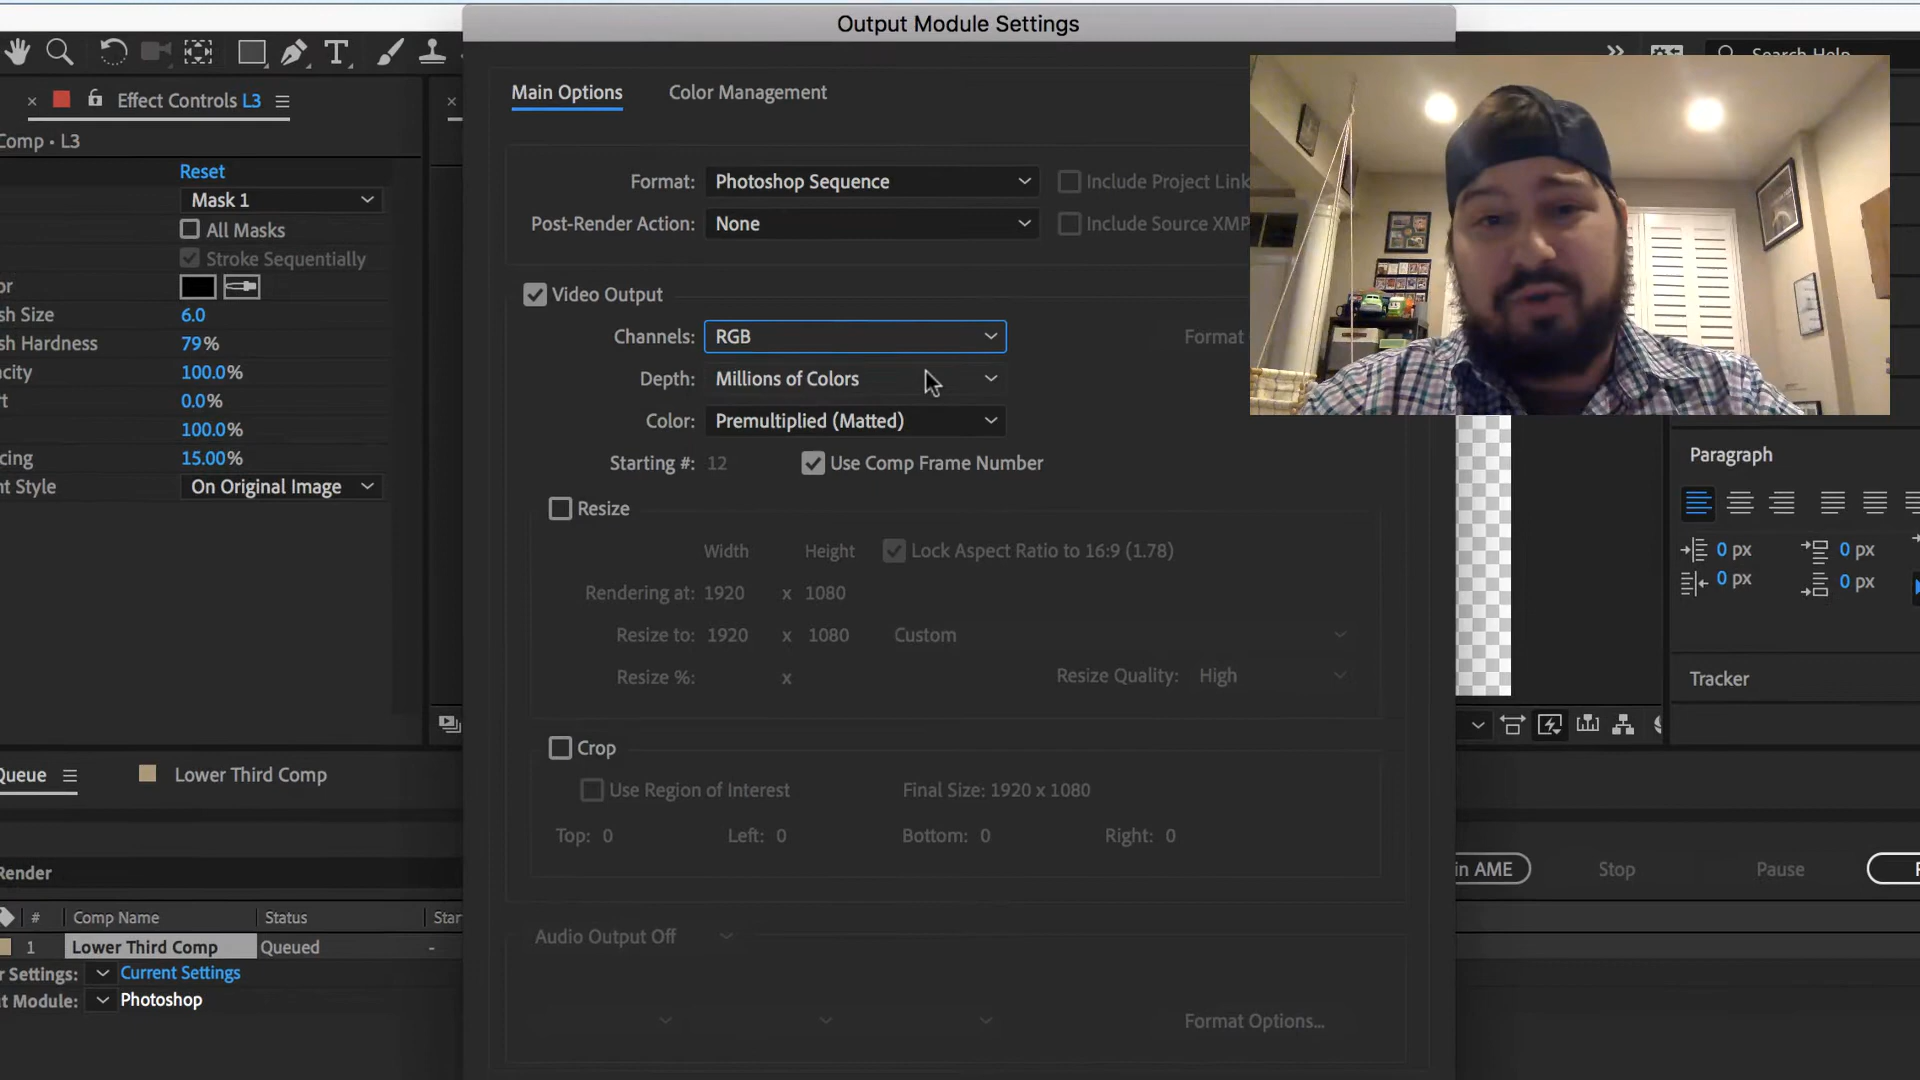 Output Module Settings
Search Help
Effect Controls L3
Comp • L3
Main Options
Color Management
Reset
Mask 1
All Masks
Stroke Sequentially
6.0
79%
100.0%
0.0%
100.0%
15.00%
On Original Image
Format: Photoshop Sequence
Include Project Link
Post-Render Action: None
Include Source XMP
Video Output
Channels: RGB
Format
Depth: Millions of Colors
Color: Premultiplied (Matted)
Starting #: 12
Use Comp Frame Number
Resize
Width Height
Lock Aspect Ratio to 16:9 (1.78)
Rendering at: 1920 x 1080
Resize to: 1920 x 1080 Custom
Resize %: x
Resize Quality: High
Crop
Use Region of Interest
Final Size: 1920 x 1080
Top: 0 Left: 0 Bottom: 0 Right: 0
Audio Output Off
Format Options...
Paragraph
0 px 0 px
0 px 0 px
Tracker
Queue
Lower Third Comp
Render
in AME
Stop
Pause
# Comp Name Status Star
1 Lower Third Comp Queued -
r Settings: Current Settings
t Module: Photoshop